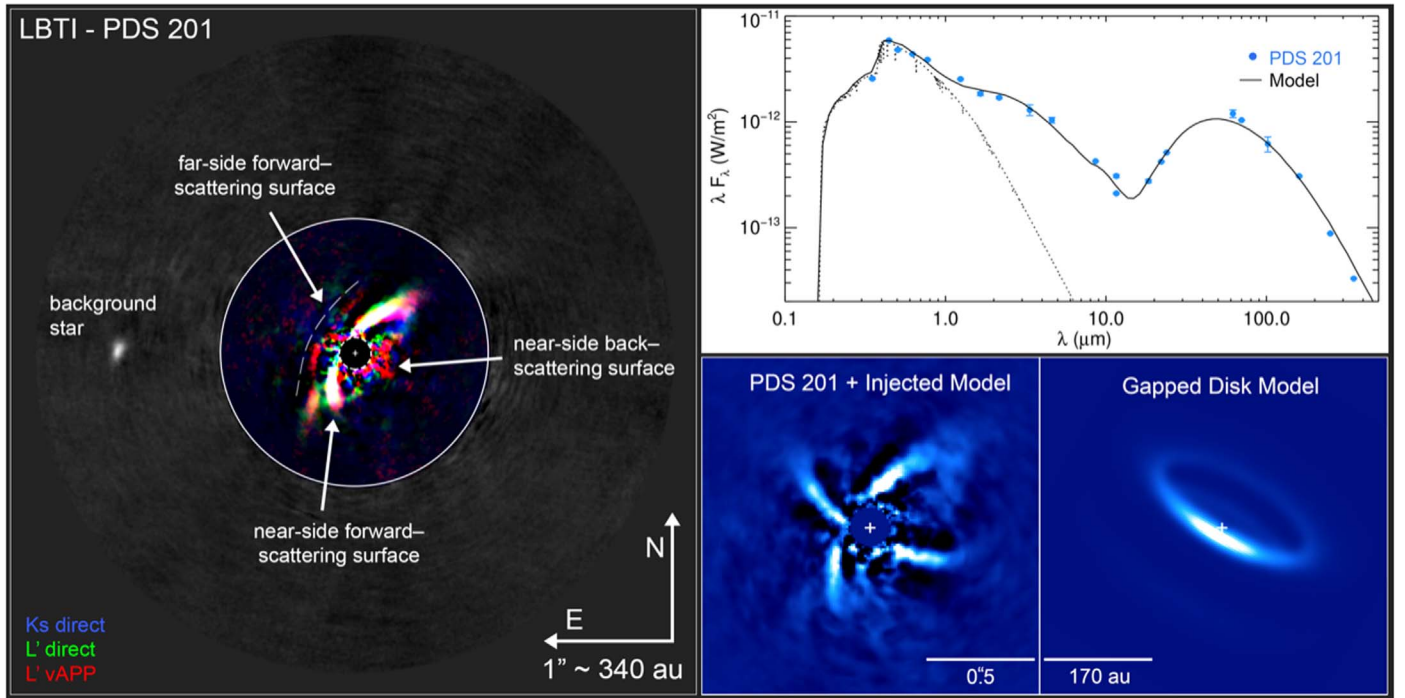 LBTI - PDS 201
far-side forward–
scattering surface
background
star
near-side back–
scattering surface
near-side forward–
scattering surface
N
E
1” ~ 340 au
Ks direct
L’ direct
L’ vAPP
10⁻¹¹
10⁻¹²
10⁻¹³
λ Fλ (W/m²)
PDS 201
Model
0.1 1.0 10.0 100.0
λ (μm)
PDS 201 + Injected Model
0."5
Gapped Disk Model
170 au